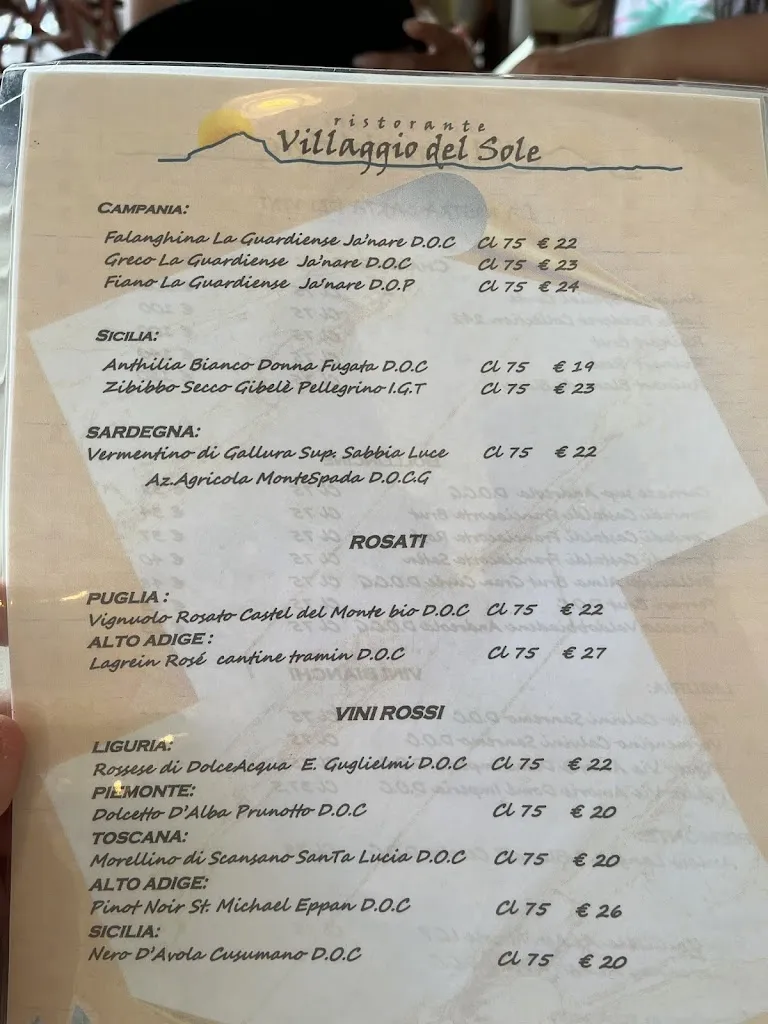 ristorante
Villaggio del Sole
CAMPANIA:
Falanghina La Guardiense Ja'nare D.O.C Cl 75 € 22
Greco La Guardiense Ja'nare D.O.C Cl 75 € 23
Fiano La Guardiense Ja'nare D.O.P Cl 75 € 24
SICILIA:
Anthilia Bianco Donna Fugata D.O.C Cl 75 € 19
Zibibbo Secco Gibelè Pellegrino I.G.T Cl 75 € 23
SARDEGNA:
Vermentino di Gallura Sup. Sabbia Luce Cl 75 € 22
Az.Agricola MonteSpada D.O.C.G
ROSATI
PUGLIA :
Vignuolo Rosato Castel del Monte bio D.O.C Cl 75 € 22
ALTO ADIGE :
Lagrein Rosé cantine tramin D.O.C Cl 75 € 27
VINI ROSSI
LIGURIA:
Rossese di DolceAcqua E. Guglielmi D.O.C Cl 75 € 22
PIEMONTE:
Dolcetto D'Alba Prunotto D.O.C Cl 75 € 20
TOSCANA:
Morellino di Scansano SanTa Lucia D.O.C Cl 75 € 20
ALTO ADIGE:
Pinot Noir St. Michael Eppan D.O.C Cl 75 € 26
SICILIA:
Nero D'Avola Cusumano D.O.C Cl 75 € 20